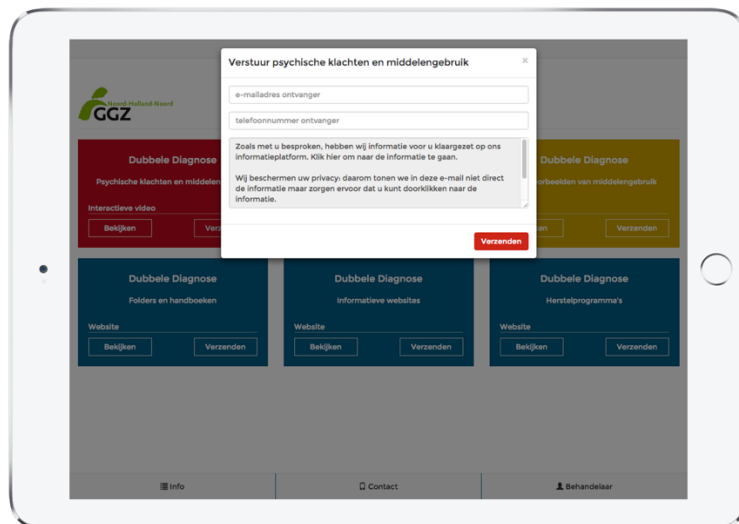 Verstuur psychische klachten en middelengebruik ×
e-mailadres ontvanger
telefoonnummer ontvanger
Zoals met u besproken, hebben wij informatie voor u klaargezet op ons
informatieplatform. Klik hier om naar de informatie te gaan.
Wij beschermen uw privacy: daarom tonen we in deze e-mail niet direct
de informatie maar zorgen ervoor dat u kunt doorklikken naar de
informatie.
Verzenden
Noord-Holland-Noord
GGZ
Dubbele Diagnose
Psychische klachten en middelen
Interactieve video
Bekijken Verz
Dubbele Diagnose
orbeelden van middelengebruik
en Verzenden
Dubbele Diagnose
Folders en handboeken
Website
Bekijken Verzenden
Dubbele Diagnose
Informatieve websites
Website
Bekijken Verzenden
Dubbele Diagnose
Herstelprogramma's
Website
Bekijken Verzenden
Info Contact Behandelaar